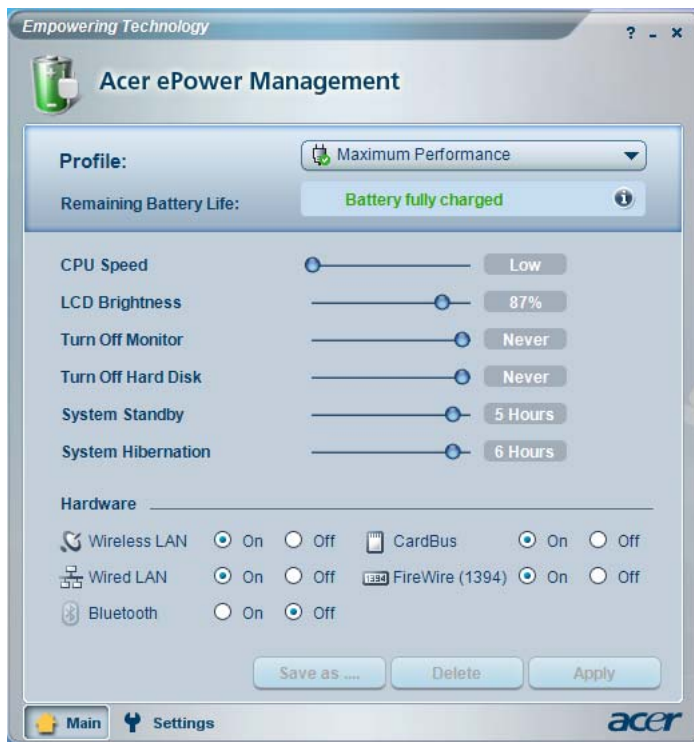 Empowering Technology
? - x
Acer ePower Management
Profile: Maximum Performance
Remaining Battery Life: Battery fully charged
CPU Speed Low
LCD Brightness 87%
Turn Off Monitor Never
Turn Off Hard Disk Never
System Standby 5 Hours
System Hibernation 6 Hours
Hardware
Wireless LAN On Off CardBus On Off
Wired LAN On Off 1394 FireWire (1394) On Off
Bluetooth On Off
Save as .... Delete Apply
Main Settings acer